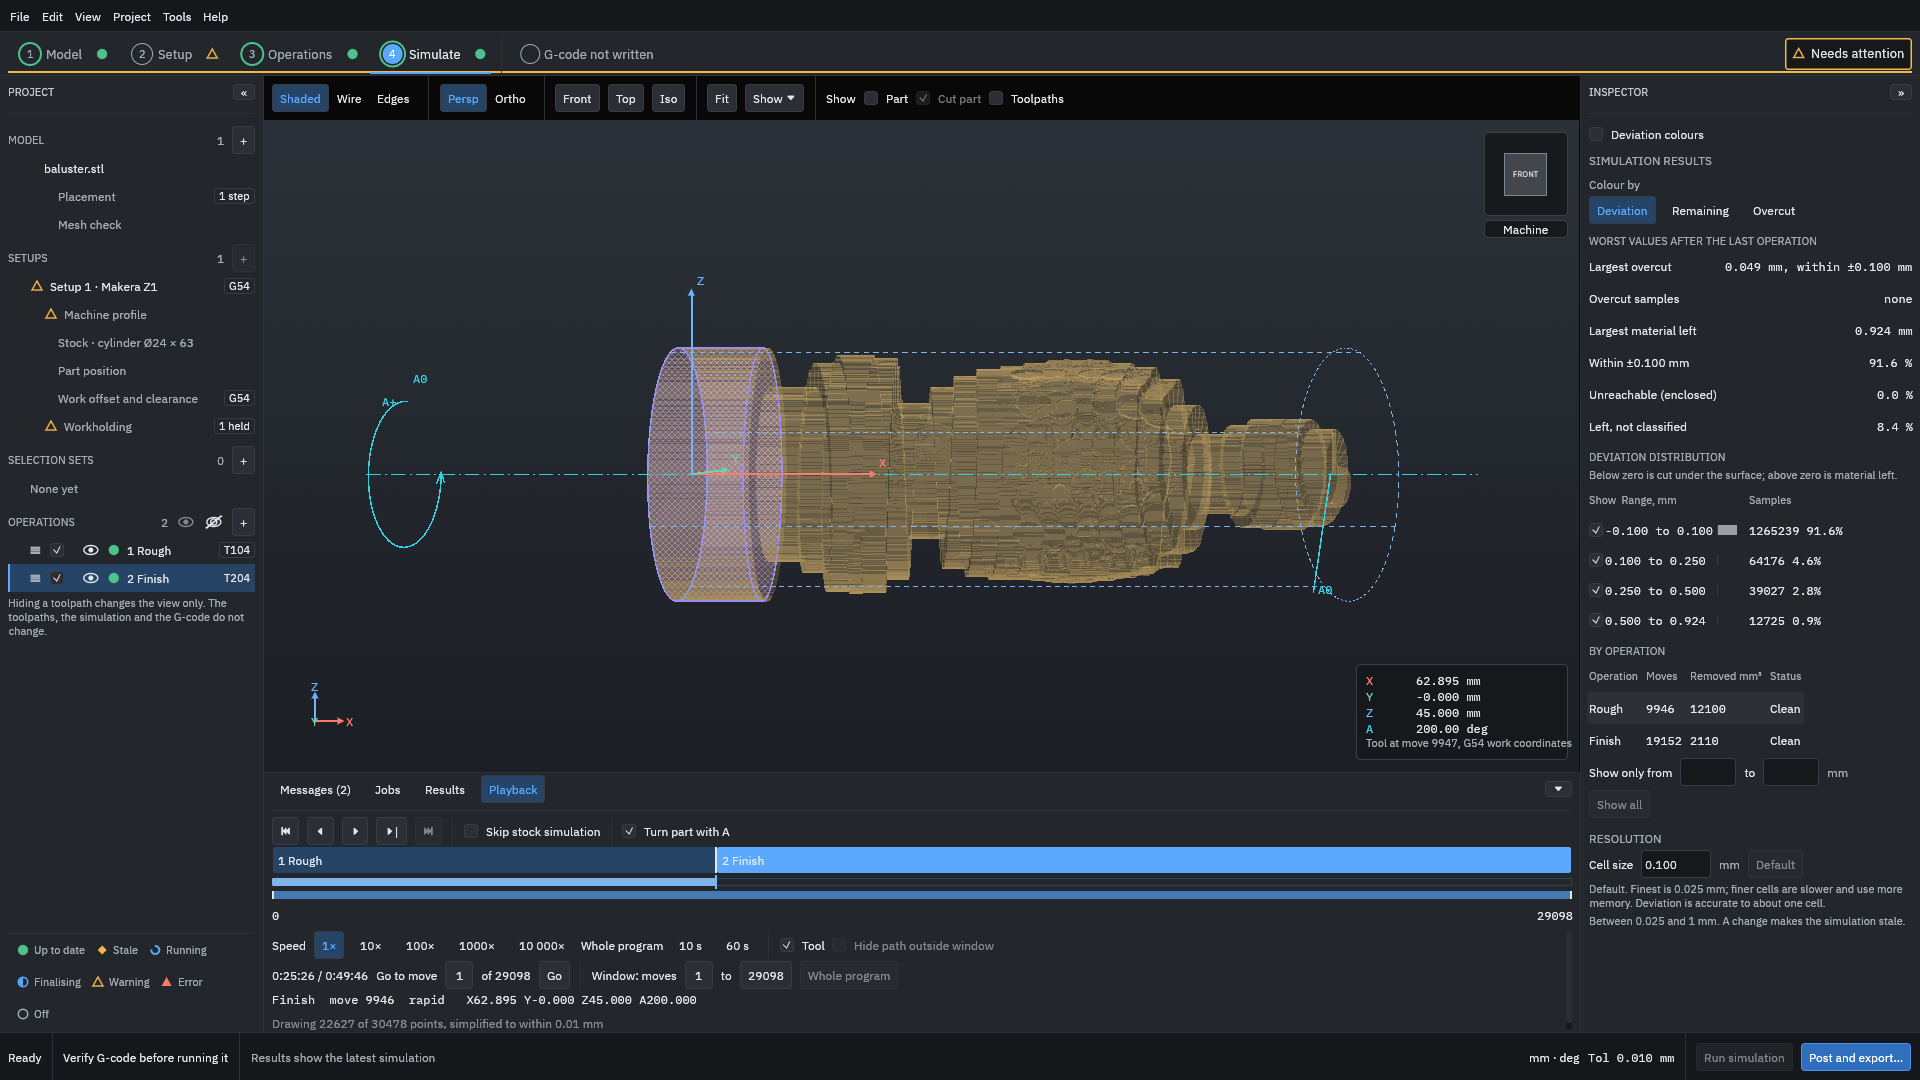 File Edit View Project Tools Help
1 Model 2 Setup 3 Operations 4 Simulate G-code not written Needs attention
PROJECT «
MODEL 1 +
baluster.stl
Placement 1 step
Mesh check
SETUPS 1 +
Setup 1 · Makera Z1 G54
Machine profile
Stock · cylinder Ø24 × 63
Part position
Work offset and clearance G54
Workholding 1 held
SELECTION SETS 0 +
None yet
OPERATIONS 2 +
1 Rough T104
2 Finish T204
Hiding a toolpath changes the view only. The
toolpaths, the simulation and the G-code do not
change.
Up to date Stale Running
Finalising Warning Error
Off
Shaded Wire Edges Persp Ortho Front Top Iso Fit Show Show Part Cut part Toolpaths
FRONT
Machine
Z
A0
A+
Y
X
A
A0
Z
Y X
X 62.895 mm
Y -0.000 mm
Z 45.000 mm
A 200.00 deg
Tool at move 9947, G54 work coordinates
Messages (2) Jobs Results Playback
Skip stock simulation Turn part with A
1 Rough 2 Finish
0 29098
Speed 1× 10× 100× 1000× 10 000× Whole program 10 s 60 s Tool Hide path outside window
0:25:26 / 0:49:46 Go to move 1 of 29098 Go Window: moves 1 to 29098 Whole program
Finish move 9946 rapid X62.895 Y-0.000 Z45.000 A200.000
Drawing 22627 of 30478 points, simplified to within 0.01 mm
INSPECTOR »
Deviation colours
SIMULATION RESULTS
Colour by
Deviation Remaining Overcut
WORST VALUES AFTER THE LAST OPERATION
Largest overcut 0.049 mm, within ±0.100 mm
Overcut samples none
Largest material left 0.924 mm
Within ±0.100 mm 91.6 %
Unreachable (enclosed) 0.0 %
Left, not classified 8.4 %
DEVIATION DISTRIBUTION
Below zero is cut under the surface; above zero is material left.
Show Range, mm Samples
-0.100 to 0.100 1265239 91.6%
0.100 to 0.250 64176 4.6%
0.250 to 0.500 39027 2.8%
0.500 to 0.924 12725 0.9%
BY OPERATION
Operation Moves Removed mm³ Status
Rough 9946 12100 Clean
Finish 19152 2110 Clean
Show only from to mm
Show all
RESOLUTION
Cell size 0.100 mm Default
Default. Finest is 0.025 mm; finer cells are slower and use more
memory. Deviation is accurate to about one cell.
Between 0.025 and 1 mm. A change makes the simulation stale.
Ready Verify G-code before running it Results show the latest simulation mm · deg Tol 0.010 mm Run simulation Post and export...